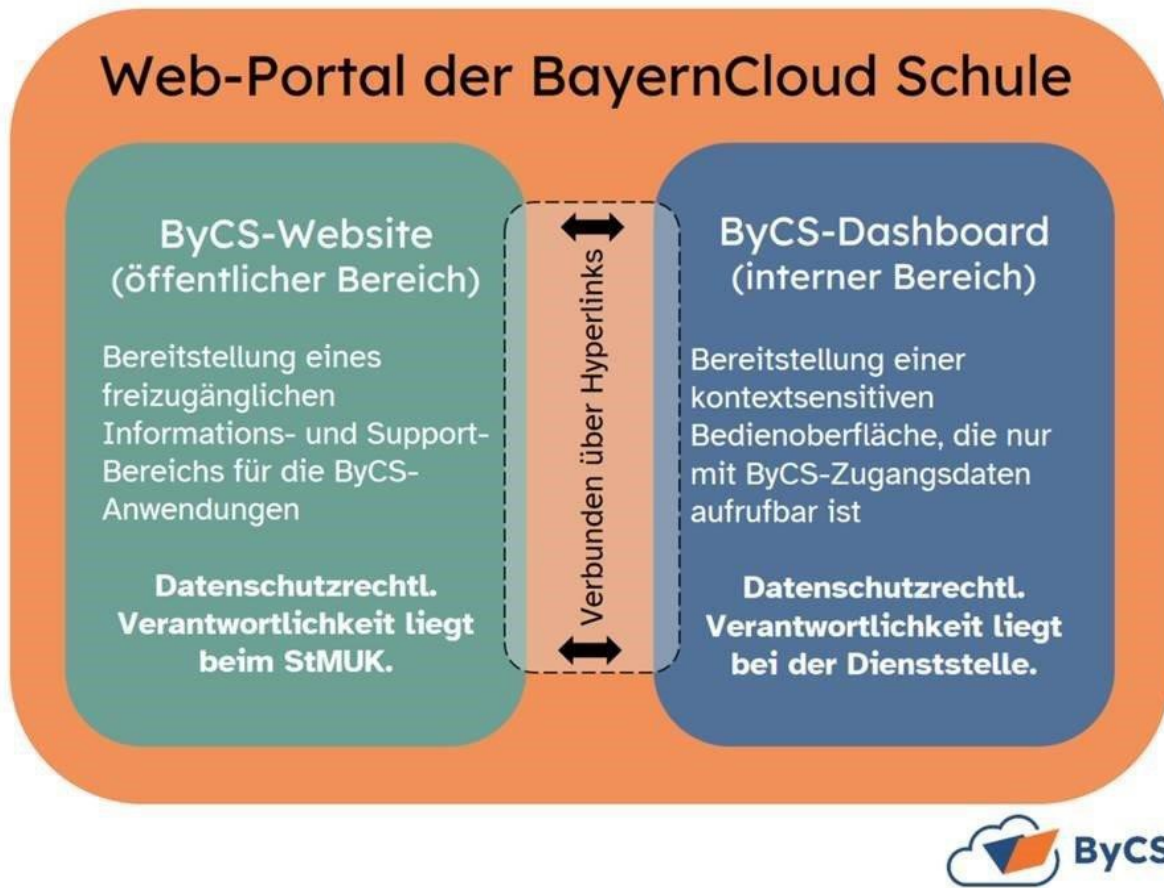 Web-Portal der BayernCloud Schule
ByCS-Website
(öffentlicher Bereich)
Bereitstellung eines
freizugänglichen
Informations- und Support-
Bereichs für die ByCS-
Anwendungen
Datenschutzrechtl.
Verantwortlichkeit liegt
beim StMUK.
Verbunden über Hyperlinks
ByCS-Dashboard
(interner Bereich)
Bereitstellung einer
kontextsensitiven
Bedienoberfläche, die nur
mit ByCS-Zugangsdaten
aufrufbar ist
Datenschutzrechtl.
Verantwortlichkeit liegt
bei der Dienststelle.
ByCS